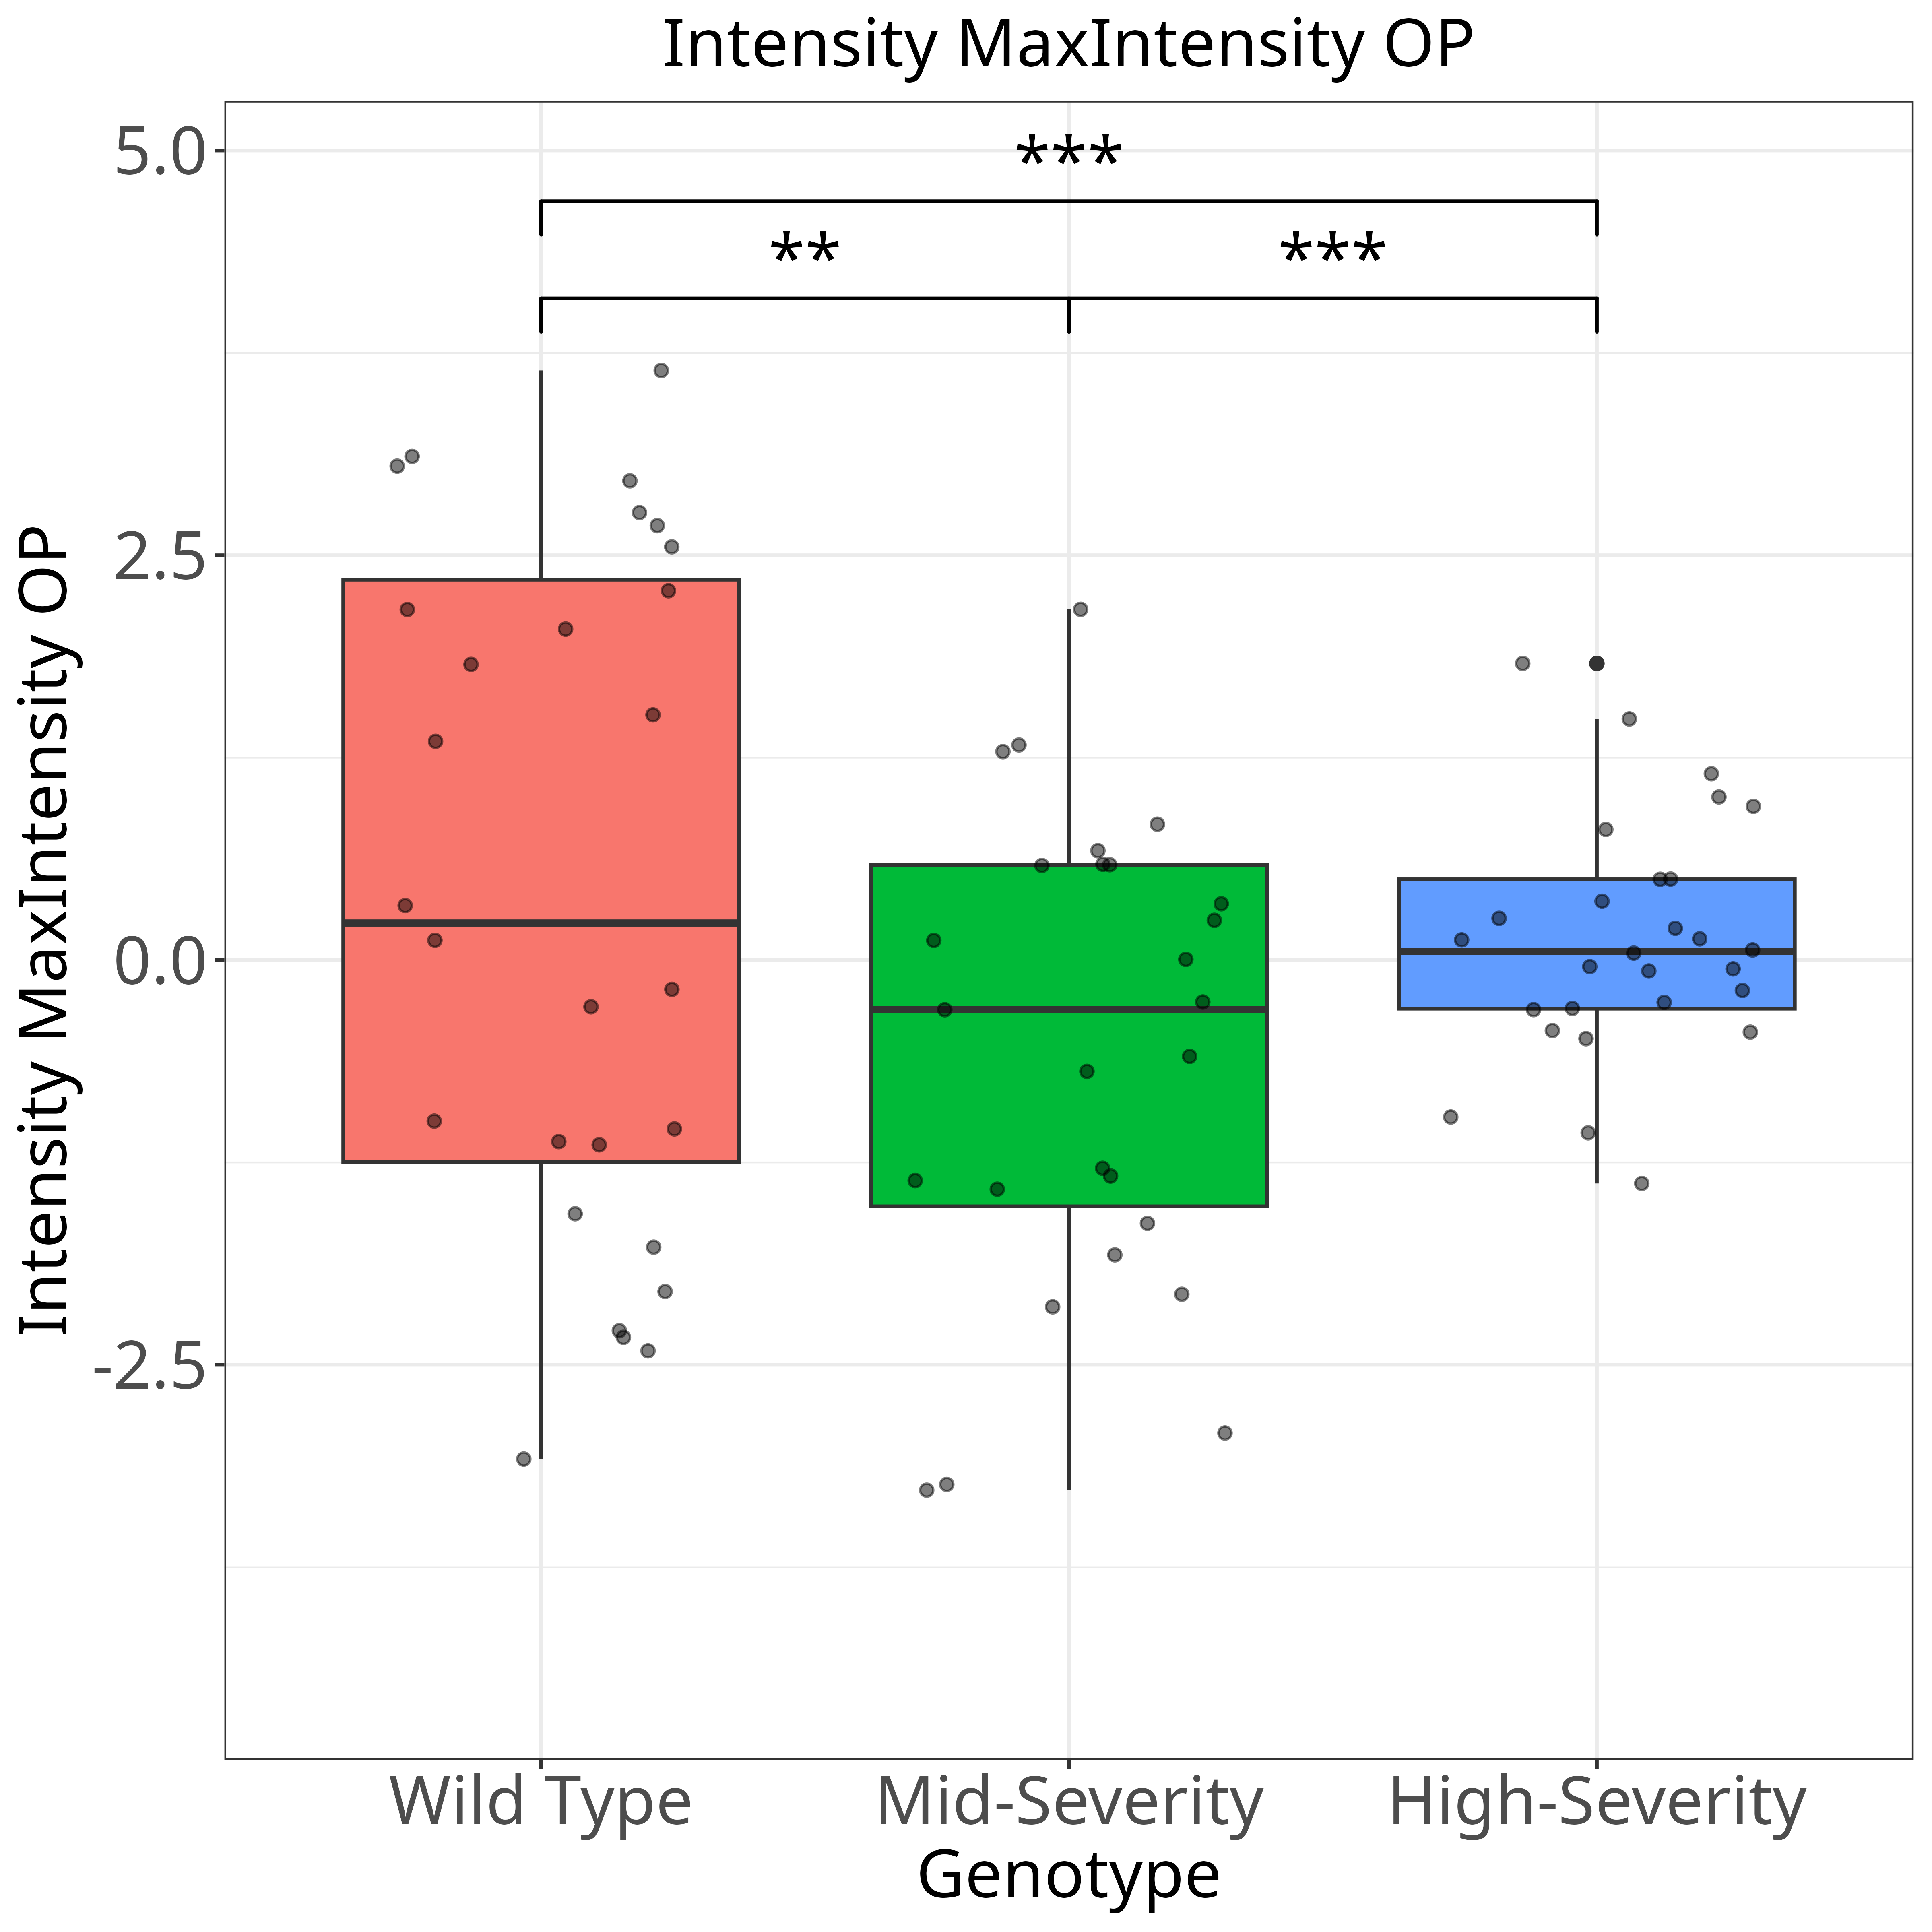 Intensity MaxIntensity OP
***
** ***
5.0
2.5
0.0
-2.5
Intensity MaxIntensity OP
Wild Type Mid-Severity High-Severity
Genotype